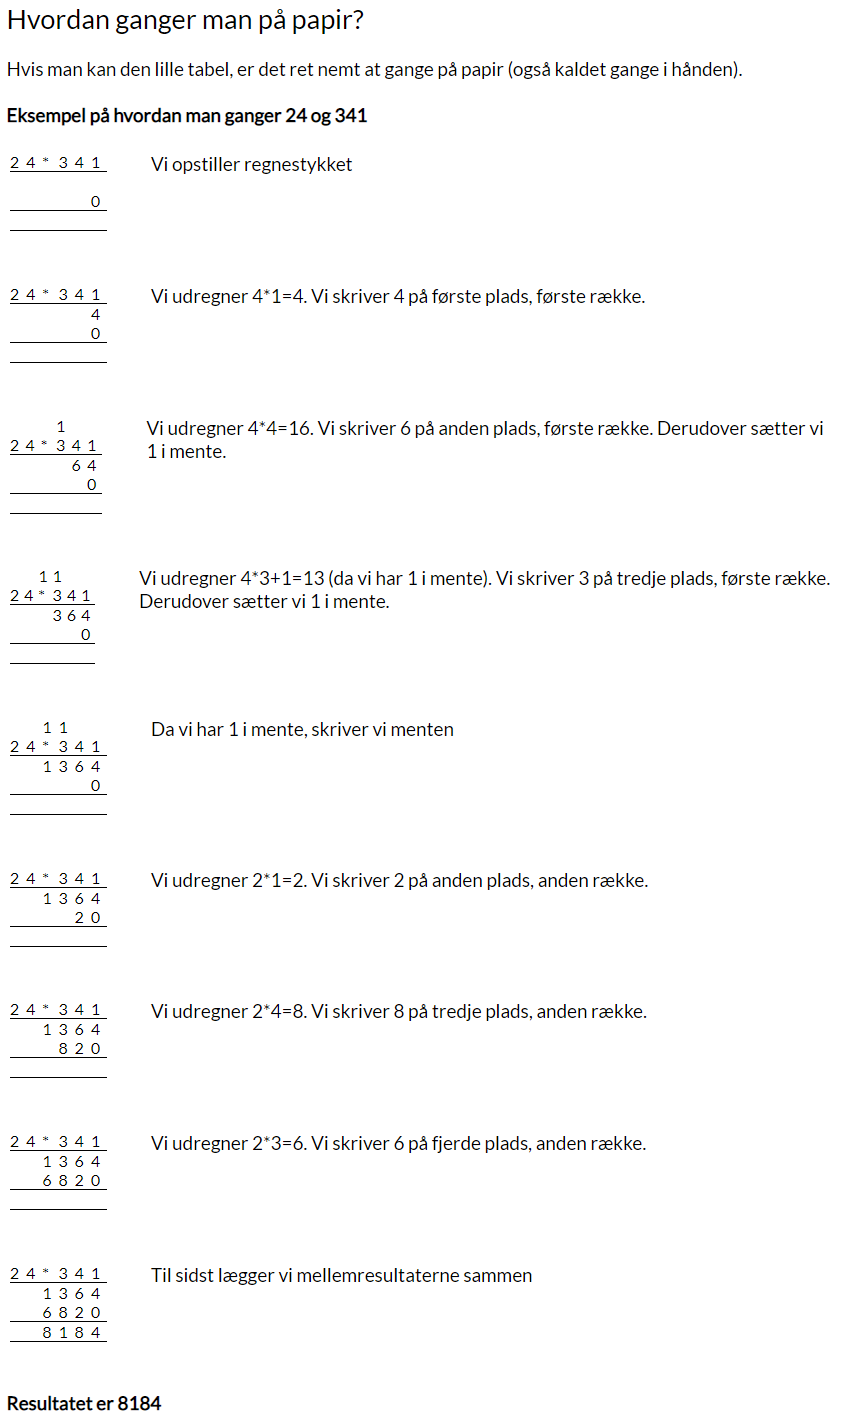 Hvordan ganger man på papir?
Hvis man kan den lille tabel, er det ret nemt at gange på papir (også kaldet gange i hånden).
Eksempel på hvordan man ganger 24 og 341
2 4 * 3 4 1 Vi opstiller regnestykket
0
2 4 * 3 4 1 Vi udregner 4*1=4. Vi skriver 4 på første plads, første række.
4
0
1 Vi udregner 4*4=16. Vi skriver 6 på anden plads, første række. Derudover sætter vi
2 4 * 3 4 1 1 i mente.
6 4
0
1 1 Vi udregner 4*3+1=13 (da vi har 1 i mente). Vi skriver 3 på tredje plads, første række.
2 4 * 3 4 1 Derudover sætter vi 1 i mente.
3 6 4
0
1 1 Da vi har 1 i mente, skriver vi menten
2 4 * 3 4 1
1 3 6 4
0
2 4 * 3 4 1 Vi udregner 2*1=2. Vi skriver 2 på anden plads, anden række.
1 3 6 4
2 0
2 4 * 3 4 1 Vi udregner 2*4=8. Vi skriver 8 på tredje plads, anden række.
1 3 6 4
8 2 0
2 4 * 3 4 1 Vi udregner 2*3=6. Vi skriver 6 på fjerde plads, anden række.
1 3 6 4
6 8 2 0
2 4 * 3 4 1 Til sidst lægger vi mellemresultaterne sammen
1 3 6 4
6 8 2 0
8 1 8 4
Resultatet er 8184